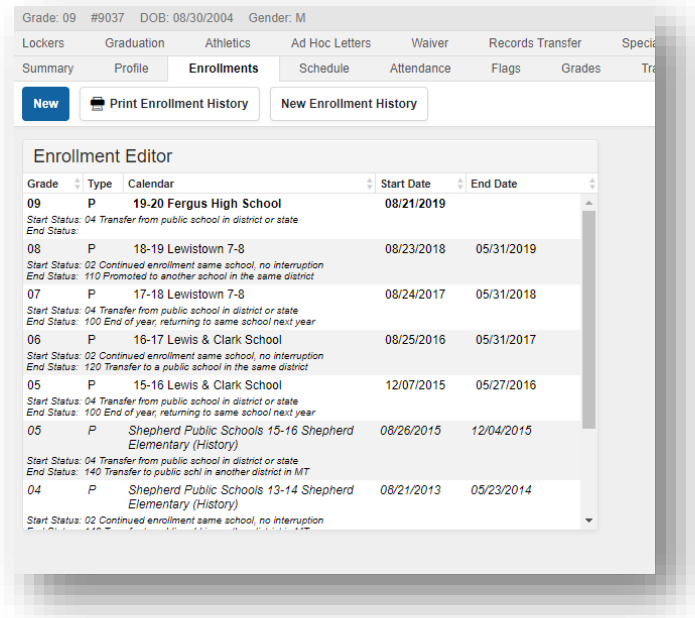 Grade: 09 #9037 DOB: 08/30/2004 Gender: M
Lockers Graduation Athletics Ad Hoc Letters Waiver Records Transfer Specia
Summary Profile Enrollments Schedule Attendance Flags Grades Tra
New Print Enrollment History New Enrollment History
Enrollment Editor
Grade Type Calendar Start Date End Date
09 P 19-20 Fergus High School 08/21/2019
Start Status: 04 Transfer from public school in district or state
End Status:
08 P 18-19 Lewistown 7-8 08/23/2018 05/31/2019
Start Status: 02 Continued enrollment same school, no interruption
End Status: 110 Promoted to another school in the same district
07 P 17-18 Lewistown 7-8 08/24/2017 05/31/2018
Start Status: 04 Transfer from public school in district or state
End Status: 100 End of year, returning to same school next year
06 P 16-17 Lewis & Clark School 08/25/2016 05/31/2017
Start Status: 02 Continued enrollment same school, no interruption
End Status: 120 Transfer to a public school in the same district
05 P 15-16 Lewis & Clark School 12/07/2015 05/27/2016
Start Status: 04 Transfer from public school in district or state
End Status: 100 End of year, returning to same school next year
05 P Shepherd Public Schools 15-16 Shepherd 08/26/2015 12/04/2015
Elementary (History)
Start Status: 04 Transfer from public school in district or state
End Status: 140 Transfer to public schl in another district in MT
04 P Shepherd Public Schools 13-14 Shepherd 08/21/2013 05/23/2014
Elementary (History)
Start Status: 02 Continued enrollment same school, no interruption